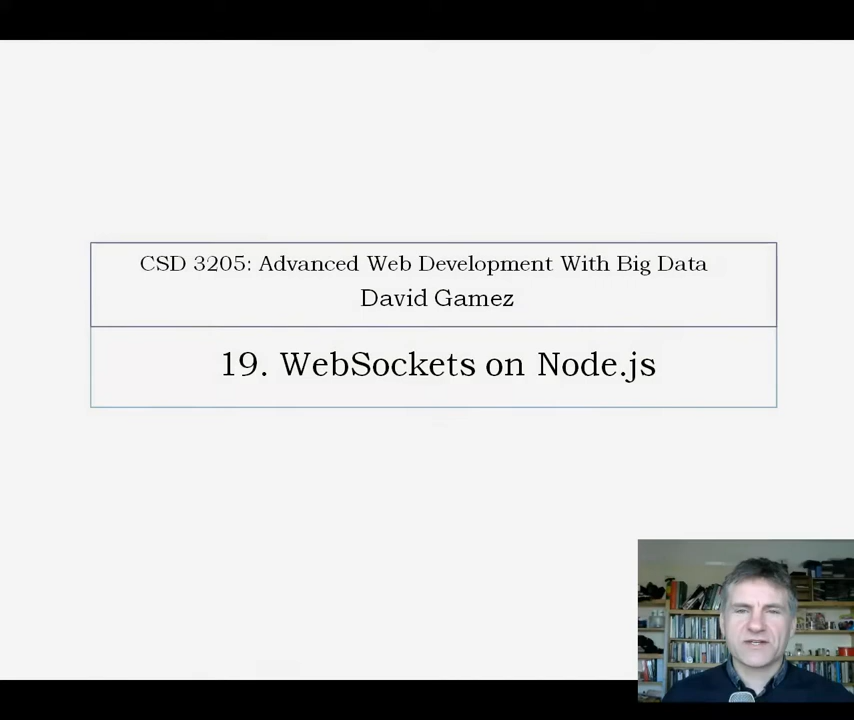 CSD 3205: Advanced Web Development With Big Data
David Gamez
19. WebSockets on Node.js